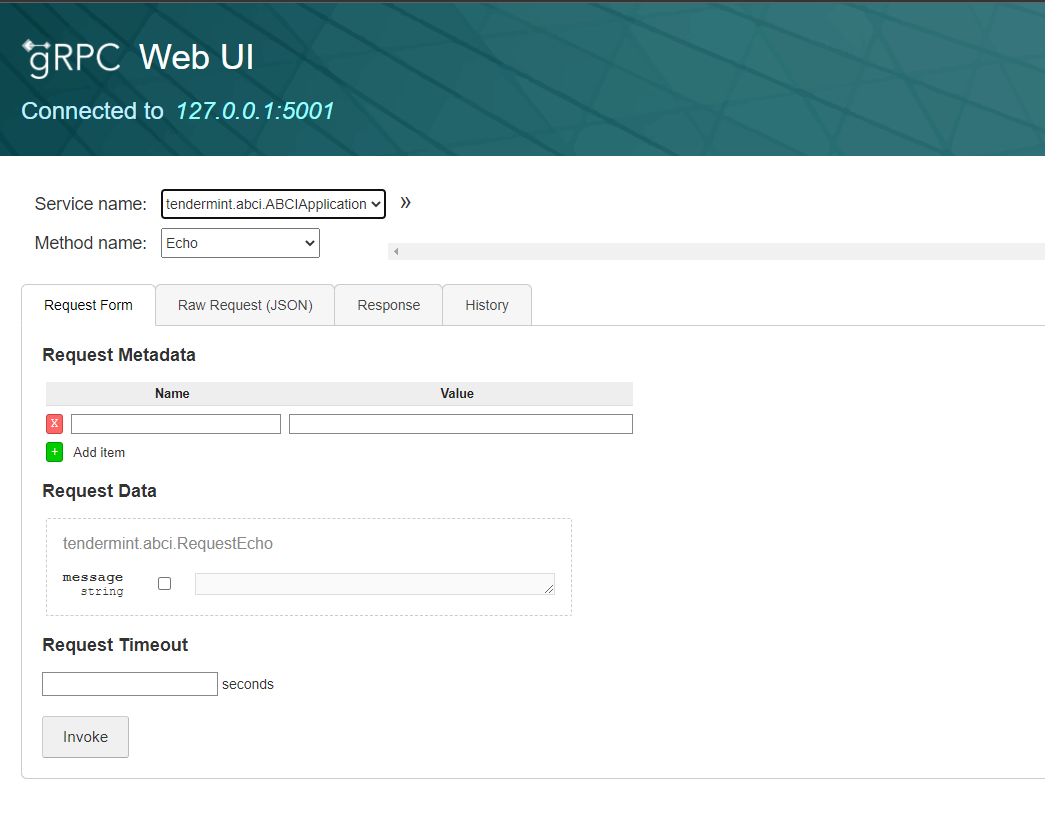 gRPC Web UI
Connected to 127.0.0.1:5001
Service name: tendermint.abci.ABCIApplication »
Method name: Echo
Request Form Raw Request (JSON) Response History
Request Metadata
Name Value
X
+ Add item
Request Data
tendermint.abci.RequestEcho
message
string
Request Timeout
seconds
Invoke